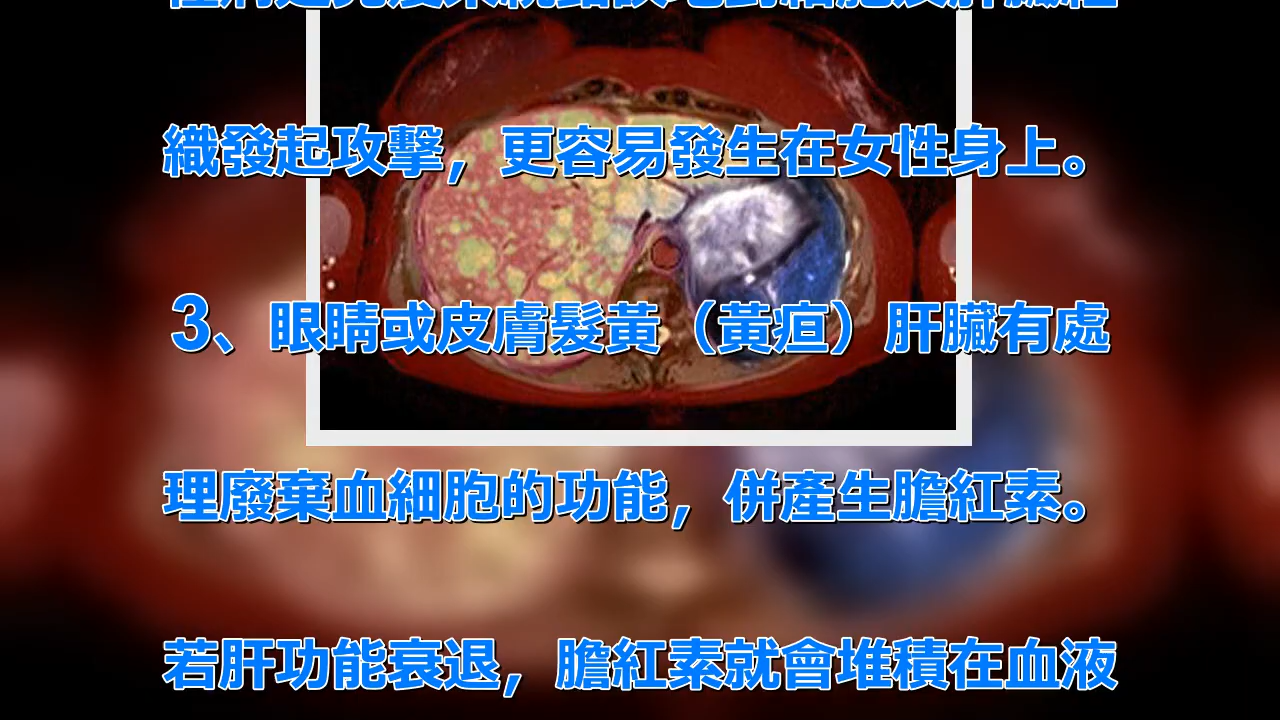 織發起攻擊，更容易發生在女性身上。
3、眼睛或皮膚髮黃（黃疸）肝臟有處
理廢棄血細胞的功能，併產生膽紅素。
若肝功能衰退，膽紅素就會堆積在血液